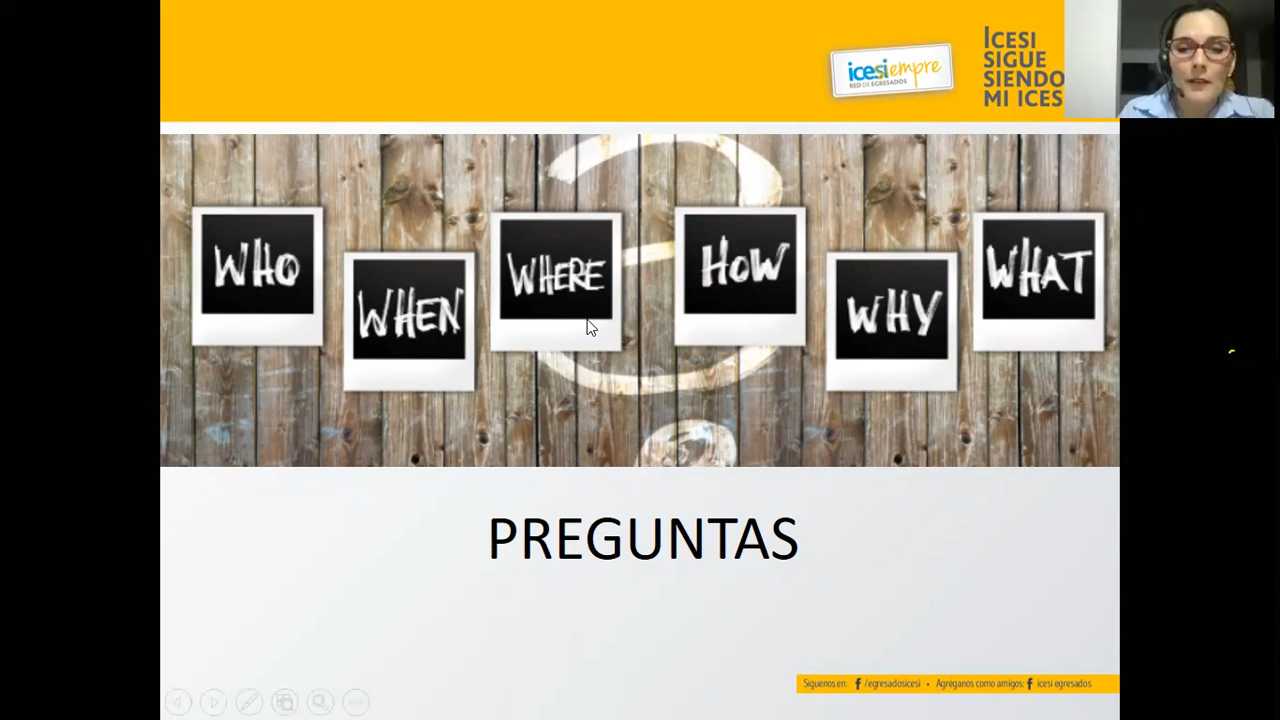 icesiempre
RED DE EGRESADOS
ICESI
SIGUE
SIENDO
MI ICES
WHO
WHEN
WHERE
HOW
WHY
WHAT
PREGUNTAS
Síguenos en: f /egresadosicesi • Agréganos como amigos: f icesi egresados